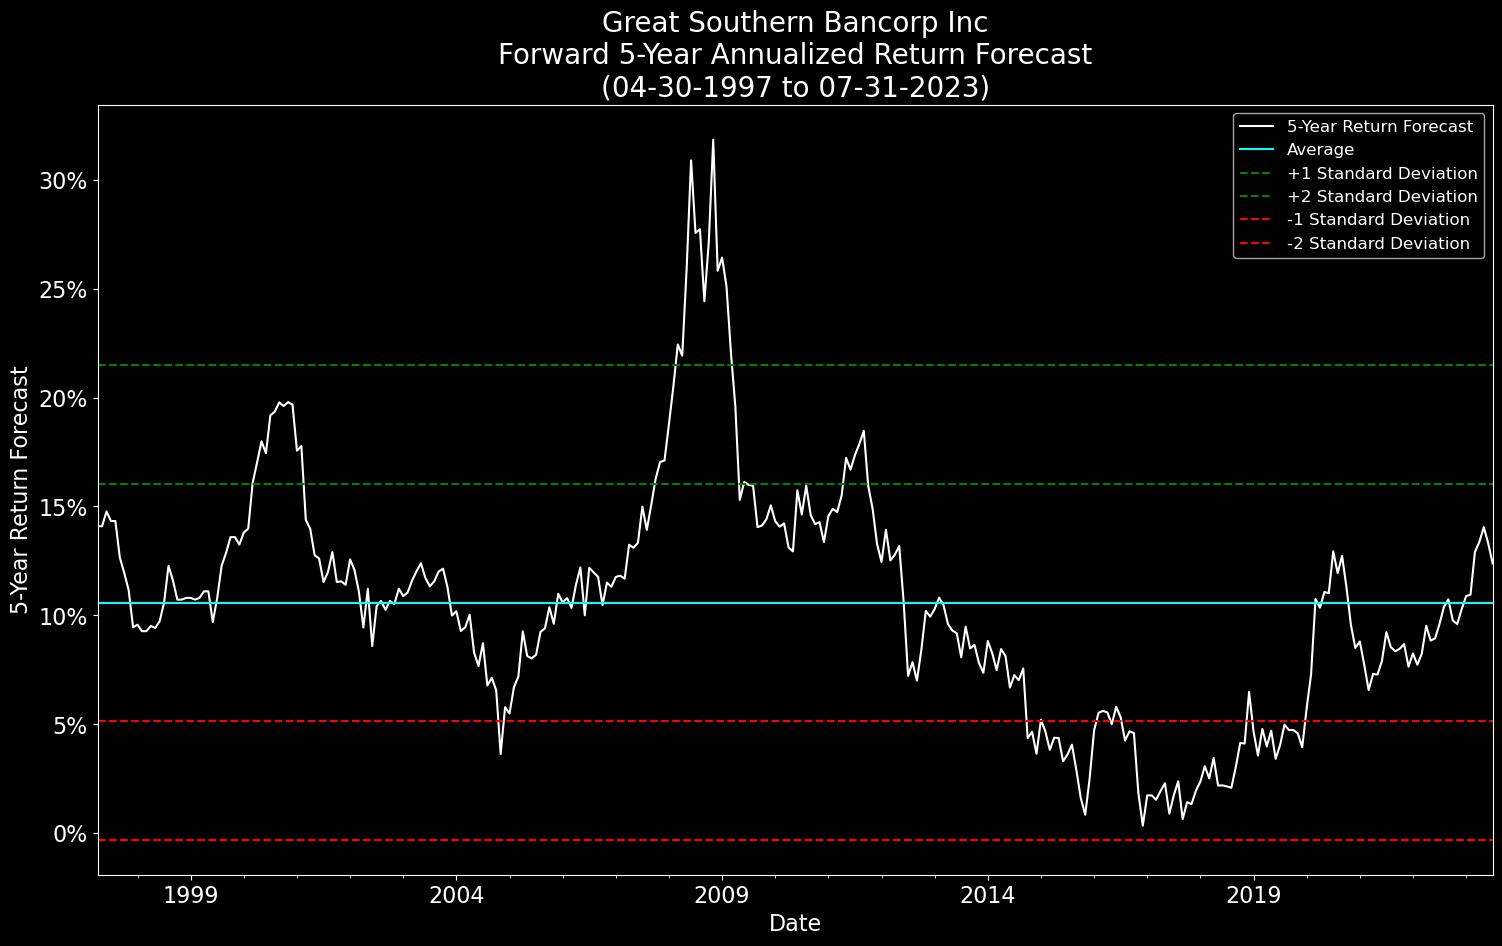 Great Southern Bancorp Inc
Forward 5-Year Annualized Return Forecast
(04-30-1997 to 07-31-2023)
5-Year Return Forecast
Average
+1 Standard Deviation
+2 Standard Deviation
-1 Standard Deviation
-2 Standard Deviation
30%
25%
20%
15%
10%
5%
0%
5-Year Return Forecast
1999
2004
2009
2014
2019
Date